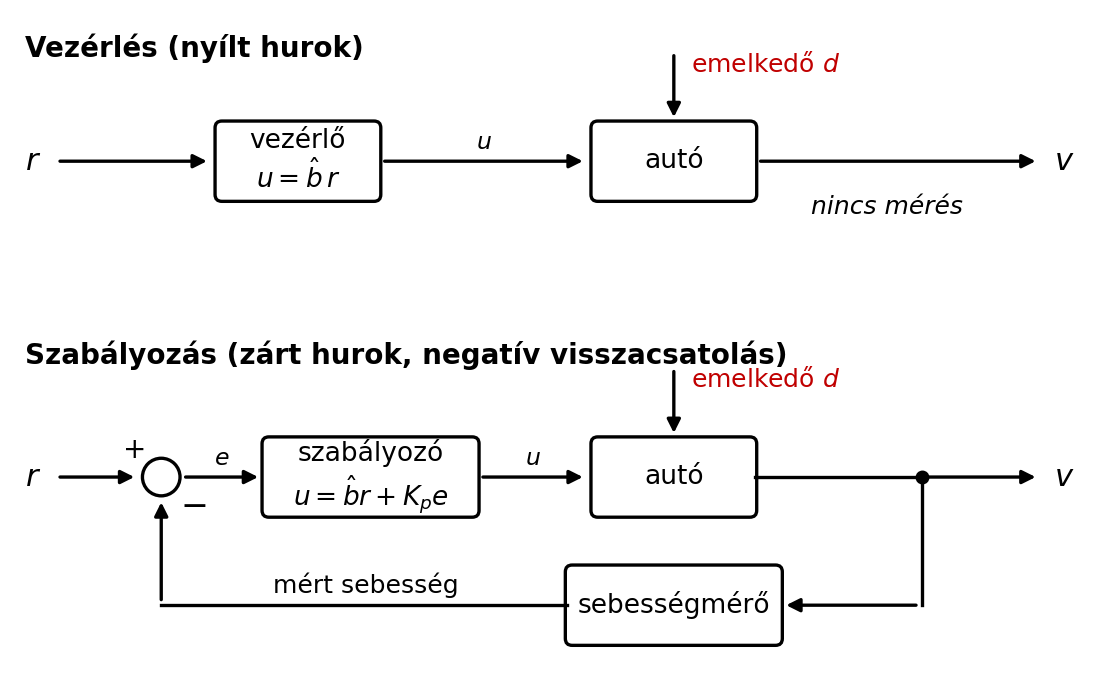 Vezérlés (nyílt hurok)
emelkedő d
r
vezérlő
u = b̂ r
u
autó
v
nincs mérés
Szabályozás (zárt hurok, negatív visszacsatolás)
emelkedő d
r
+
−
e
szabályozó
u = b̂r + Kₚe
u
autó
v
mért sebesség
sebességmérő